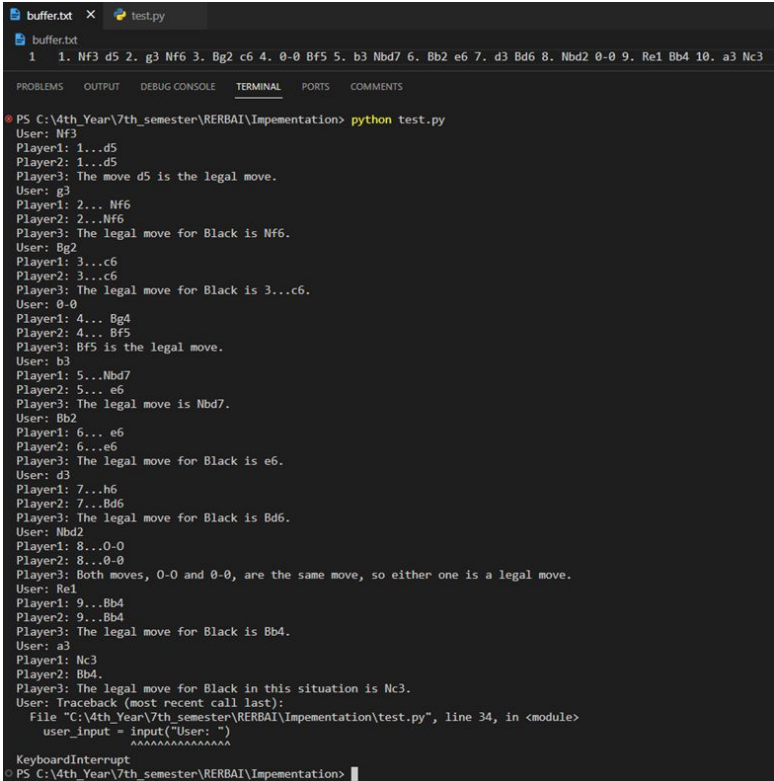 buffer.txt × test.py
buffer.txt
1 1. Nf3 d5 2. g3 Nf6 3. Bg2 c6 4. 0-0 Bf5 5. b3 Nbd7 6. Bb2 e6 7. d3 Bd6 8. Nbd2 0-0 9. Re1 Bb4 10. a3 Nc3
PROBLEMS OUTPUT DEBUG CONSOLE TERMINAL PORTS COMMENTS
PS C:\4th_Year\7th_semester\RERBAI\Impementation> python test.py
User: Nf3
Player1: 1...d5
Player2: 1...d5
Player3: The move d5 is the legal move.
User: g3
Player1: 2... Nf6
Player2: 2...Nf6
Player3: The legal move for Black is Nf6.
User: Bg2
Player1: 3...c6
Player2: 3...c6
Player3: The legal move for Black is 3...c6.
User: 0-0
Player1: 4... Bg4
Player2: 4... Bf5
Player3: Bf5 is the legal move.
User: b3
Player1: 5...Nbd7
Player2: 5... e6
Player3: The legal move is Nbd7.
User: Bb2
Player1: 6... e6
Player2: 6...e6
Player3: The legal move for Black is e6.
User: d3
Player1: 7...h6
Player2: 7...Bd6
Player3: The legal move for Black is Bd6.
User: Nbd2
Player1: 8...O-O
Player2: 8...0-0
Player3: Both moves, O-O and 0-0, are the same move, so either one is a legal move.
User: Re1
Player1: 9...Bb4
Player2: 9...Bb4
Player3: The legal move for Black is Bb4.
User: a3
Player1: Nc3
Player2: Bb4.
Player3: The legal move for Black in this situation is Nc3.
User: Traceback (most recent call last):
File "C:\4th_Year\7th_semester\RERBAI\Impementation\test.py", line 34, in <module>
user_input = input("User: ")
^^^^^^^^^^^^^^^
KeyboardInterrupt
PS C:\4th_Year\7th_semester\RERBAI\Impementation>